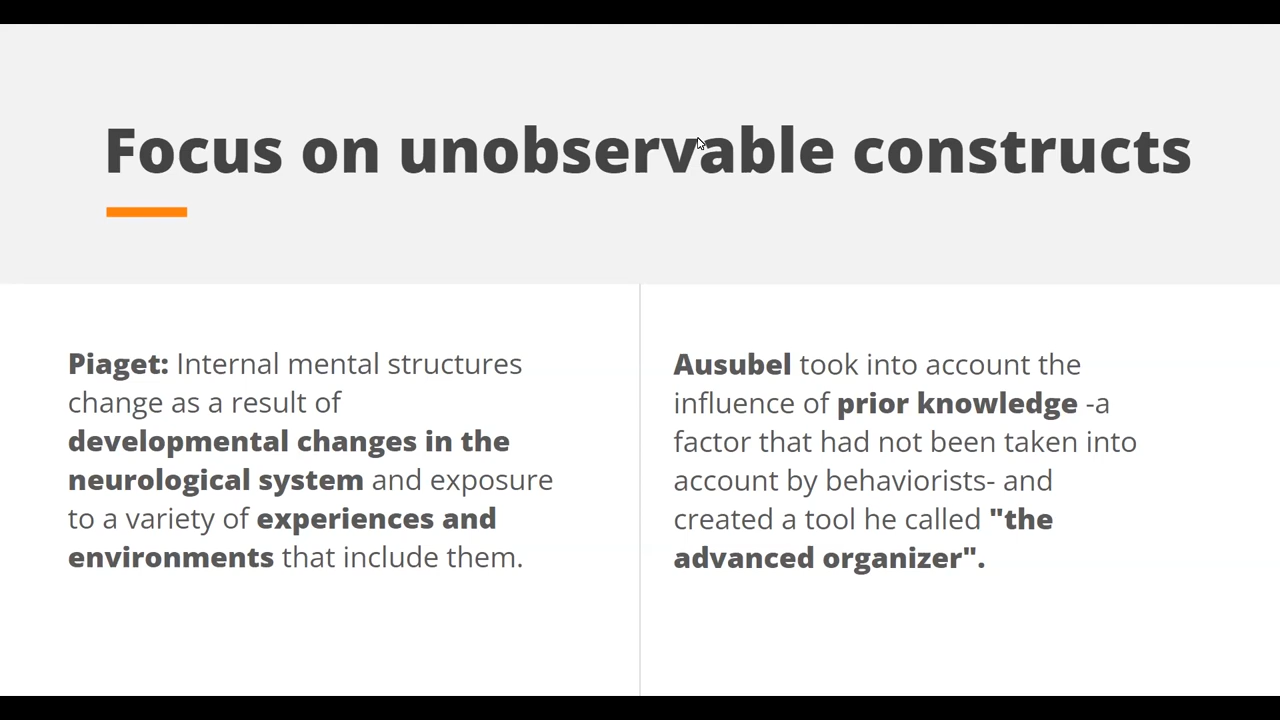 Focus on unobservable constructs
Piaget: Internal mental structures
change as a result of
developmental changes in the
neurological system and exposure
to a variety of experiences and
environments that include them.
Ausubel took into account the
influence of prior knowledge -a
factor that had not been taken into
account by behaviorists- and
created a tool he called "the
advanced organizer".